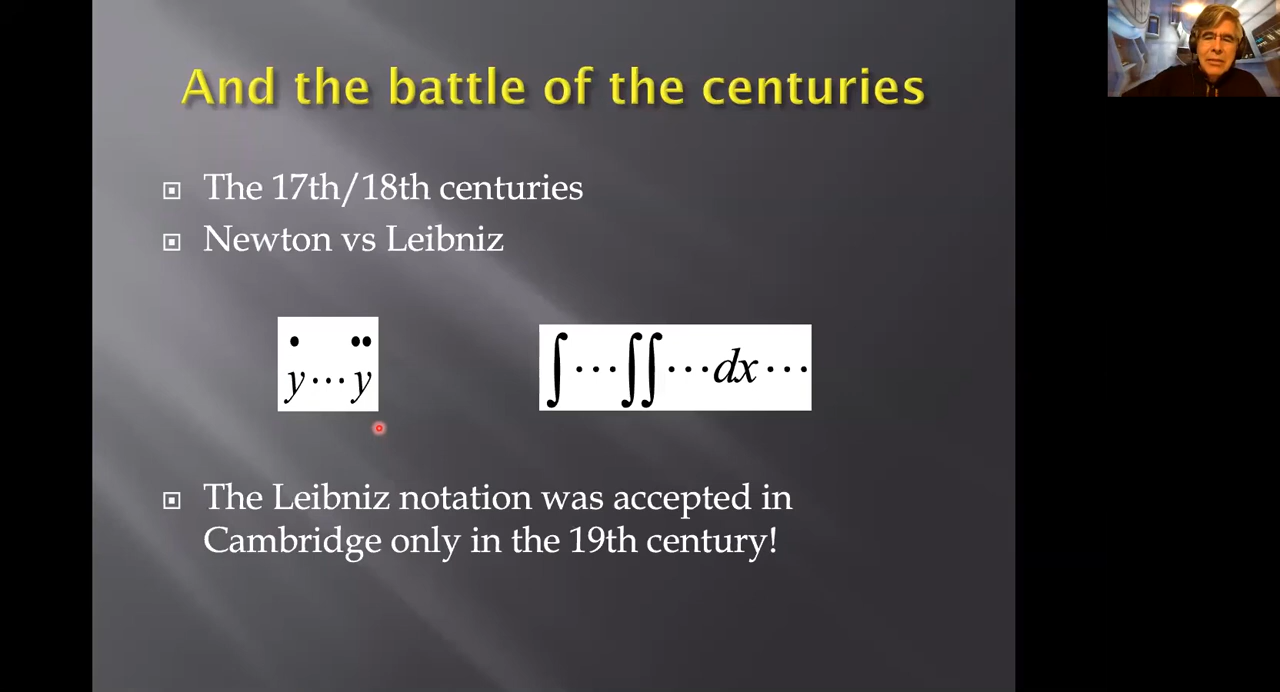 And the battle of the centuries
The 17th/18th centuries
Newton vs Leibniz
ẏ⋯ÿ
∫⋯∬⋯dx⋯
The Leibniz notation was accepted in
Cambridge only in the 19th century!